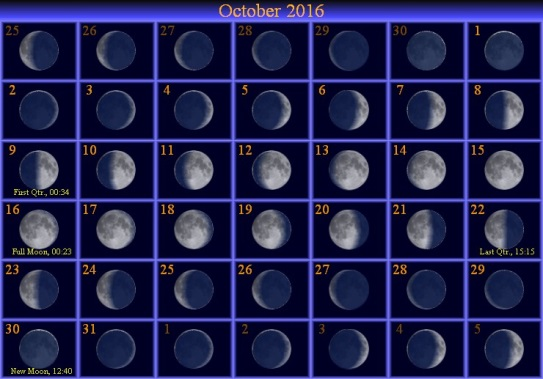 October 2016
25 26 27 28 29 30 1
2 3 4 5 6 7 8
9 10 11 12 13 14 15
First Qtr., 00:34
16 17 18 19 20 21 22
Full Moon, 00:23 Last Qtr., 15:15
23 24 25 26 27 28 29
30 31 1 2 3 4 5
New Moon, 12:40